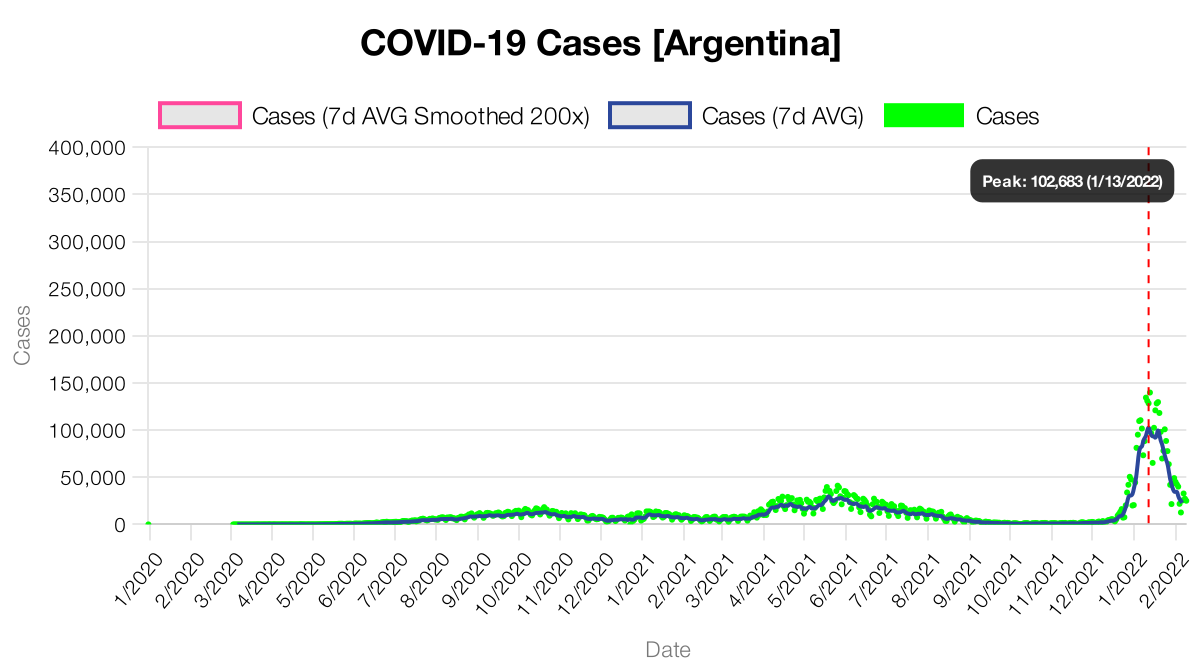 COVID-19 Cases [Argentina]
Cases (7d AVG Smoothed 200x) Cases (7d AVG) Cases
400,000
Peak: 102,683 (1/13/2022)
350,000
300,000
250,000
200,000
150,000
100,000
50,000
0
Cases
1/2020 2/2020 3/2020 4/2020 5/2020 6/2020 7/2020 8/2020 9/2020 10/2020 11/2020 12/2020 1/2021 2/2021 3/2021 4/2021 5/2021 6/2021 7/2021 8/2021 9/2021 10/2021 11/2021 12/2021 1/2022 2/2022
Date